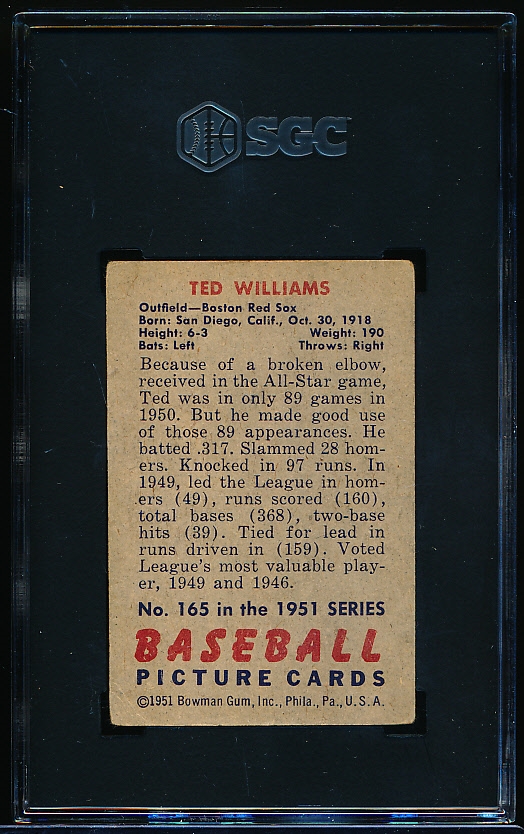 SGC
TED WILLIAMS
Outfield—Boston Red Sox
Born: San Diego, Calif., Oct. 30, 1918
Height: 6-3 Weight: 190
Bats: Left Throws: Right
Because of a broken elbow,
received in the All-Star game,
Ted was in only 89 games in
1950. But he made good use
of those 89 appearances. He
batted .317. Slammed 28 hom-
ers. Knocked in 97 runs. In
1949, led the League in hom-
ers (49), runs scored (160),
total bases (368), two-base
hits (39). Tied for lead in
runs driven in (159). Voted
League's most valuable play-
er, 1949 and 1946.
No. 165 in the 1951 SERIES
BASEBALL
PICTURE CARDS
©1951 Bowman Gum, Inc., Phila., Pa., U.S.A.